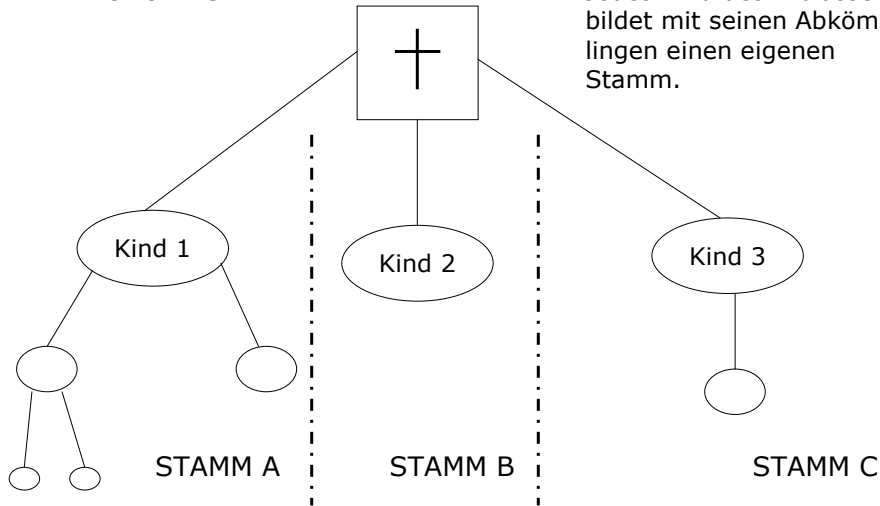 bildet mit seinen Abköm
lingen einen eigenen
Stamm.
Kind 1
Kind 2
Kind 3
STAMM A
STAMM B
STAMM C